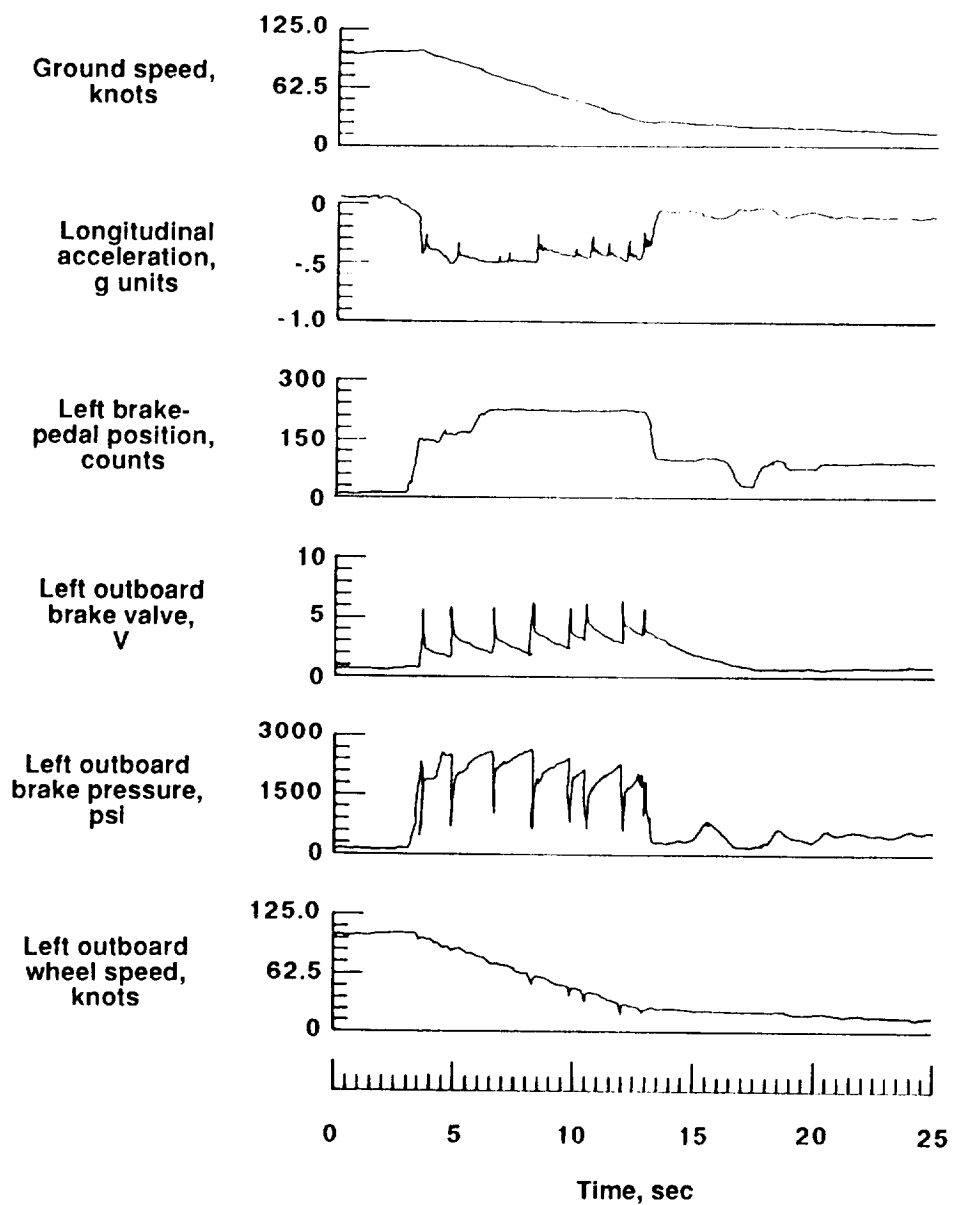 125.0
Ground speed,
knots
62.5
0
0
Longitudinal
acceleration,
g units
-.5
-1.0
300
Left brake-
pedal position,
counts
150
0
10
Left outboard
brake valve,
V
5
0
3000
Left outboard
brake pressure,
psi
1500
0
125.0
Left outboard
wheel speed,
knots
62.5
0
0 5 10 15 20 25
Time, sec